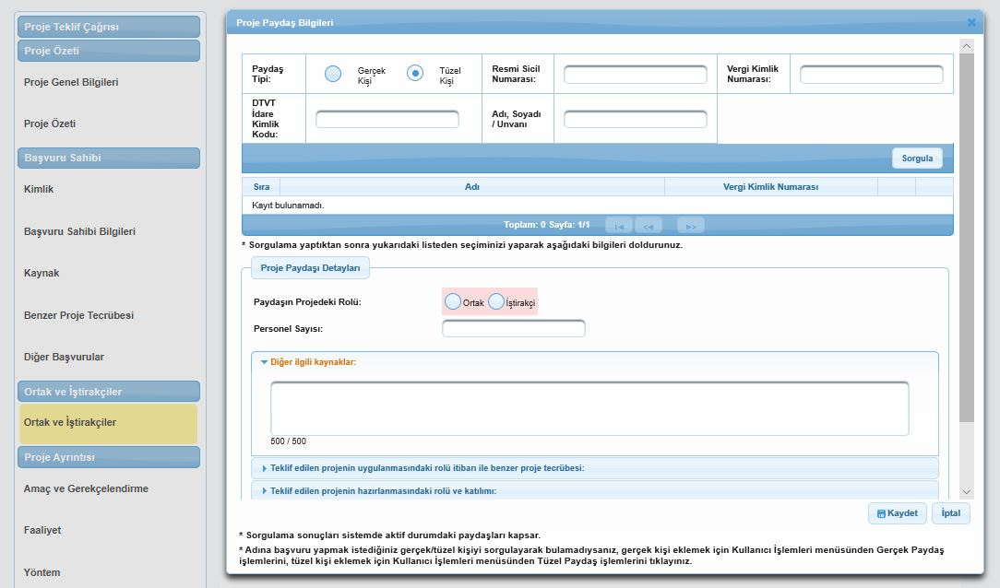 Proje Teklif Çağrısı
Proje Özeti
Proje Genel Bilgileri
Proje Özeti
Başvuru Sahibi
Kimlik
Başvuru Sahibi Bilgileri
Kaynak
Benzer Proje Tecrübesi
Diğer Başvurular
Ortak ve İştirakçiler
Ortak ve İştirakçiler
Proje Ayrıntısı
Amaç ve Gerekçelendirme
Faaliyet
Yöntem
Proje Paydaş Bilgileri
Paydaş
Tipi:
Gerçek
Kişi
Tüzel
Kişi
Resmi Sicil
Numarası:
Vergi Kimlik
Numarası:
DTVT
İdare
Kimlik
Kodu:
Adı, Soyadı
/ Unvanı
Sorgula
Sıra Adı Vergi Kimlik Numarası
Kayıt bulunamadı.
Toplam: 0 Sayfa: 1/1
* Sorgulama yaptıktan sonra yukarıdaki listeden seçiminizi yaparak aşağıdaki bilgileri doldurunuz.
Proje Paydaşı Detayları
Paydaşın Projedeki Rolü: Ortak İştirakçi
Personel Sayısı:
Diğer ilgili kaynaklar:
500 / 500
Teklif edilen projenin uygulanmasındaki rolü itibarı ile benzer proje tecrübesi:
Teklif edilen projenin hazırlanmasındaki rolü ve katılımı:
Kaydet İptal
* Sorgulama sonuçları sistemde aktif durumdaki paydaşları kapsar.
* Adına başvuru yapmak istediğiniz gerçek/tüzel kişiyi sorgulayarak bulamadıysanız, gerçek kişi eklemek için Kullanıcı İşlemleri menüsünden Gerçek Paydaş
işlemlerini, tüzel kişi eklemek için Kullanıcı İşlemleri menüsünden Tüzel Paydaş işlemlerini tıklayınız.